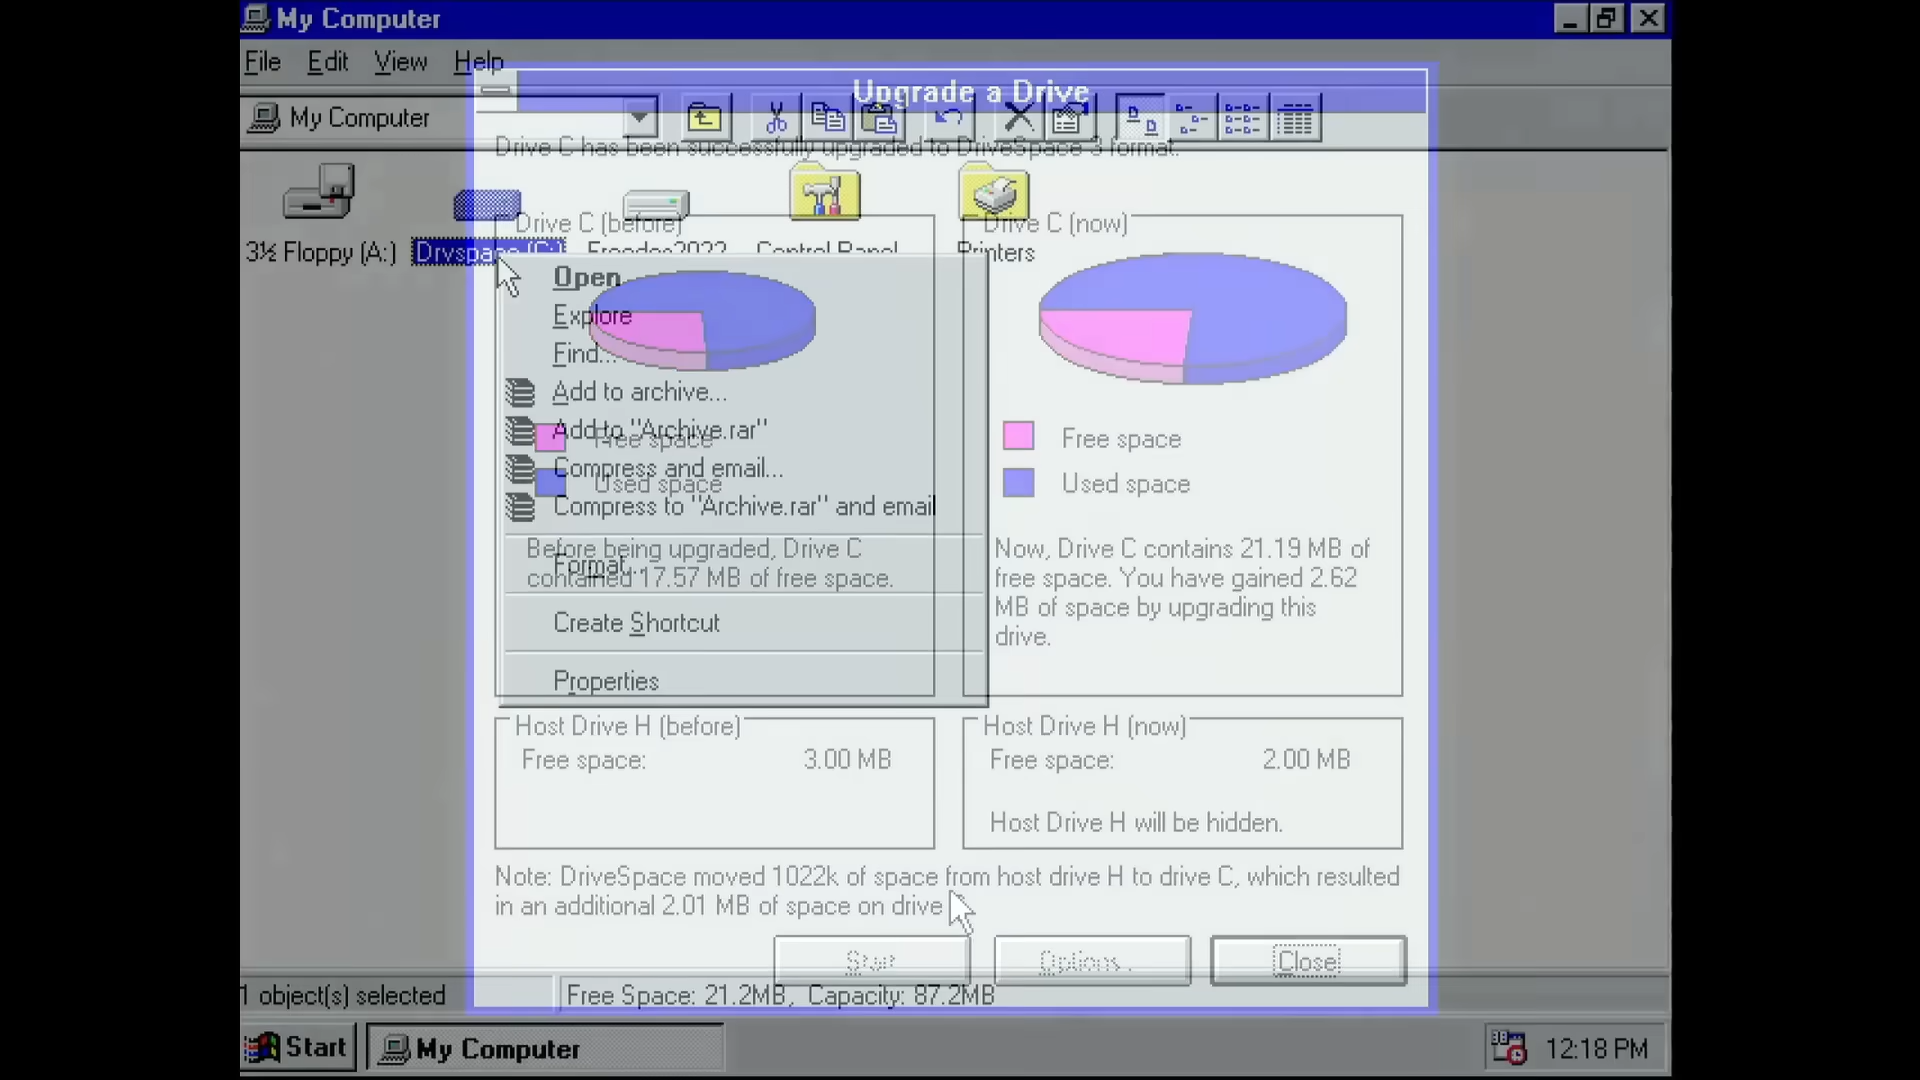 My Computer
File Edit View Help
Upgrade a Drive
My Computer
Drive C has been successfully upgraded to DriveSpace 3 format.
Drive C (before)
Drive C (now)
3½ Floppy (A:)
Drvspace (C:)
Freedos2022
Control Panel
Printers
Open
Explore
Find...
Add to archive...
Add to "Archive.rar"
Free space
Compress and email...
Used space
Compress to "Archive.rar" and email
Free space
Used space
Before being upgraded, Drive C
contained 17.57 MB of free space.
Format...
Now, Drive C contains 21.19 MB of
free space. You have gained 2.62
MB of space by upgrading this
drive.
Create Shortcut
Properties
Host Drive H (before)
Free space: 3.00 MB
Host Drive H (now)
Free space: 2.00 MB
Host Drive H will be hidden.
Note: DriveSpace moved 1022k of space from host drive H to drive C, which resulted
in an additional 2.01 MB of space on drive
Start
Options...
Close
1 object(s) selected
Free Space: 21.2MB, Capacity: 87.2MB
Start
My Computer
12:18 PM